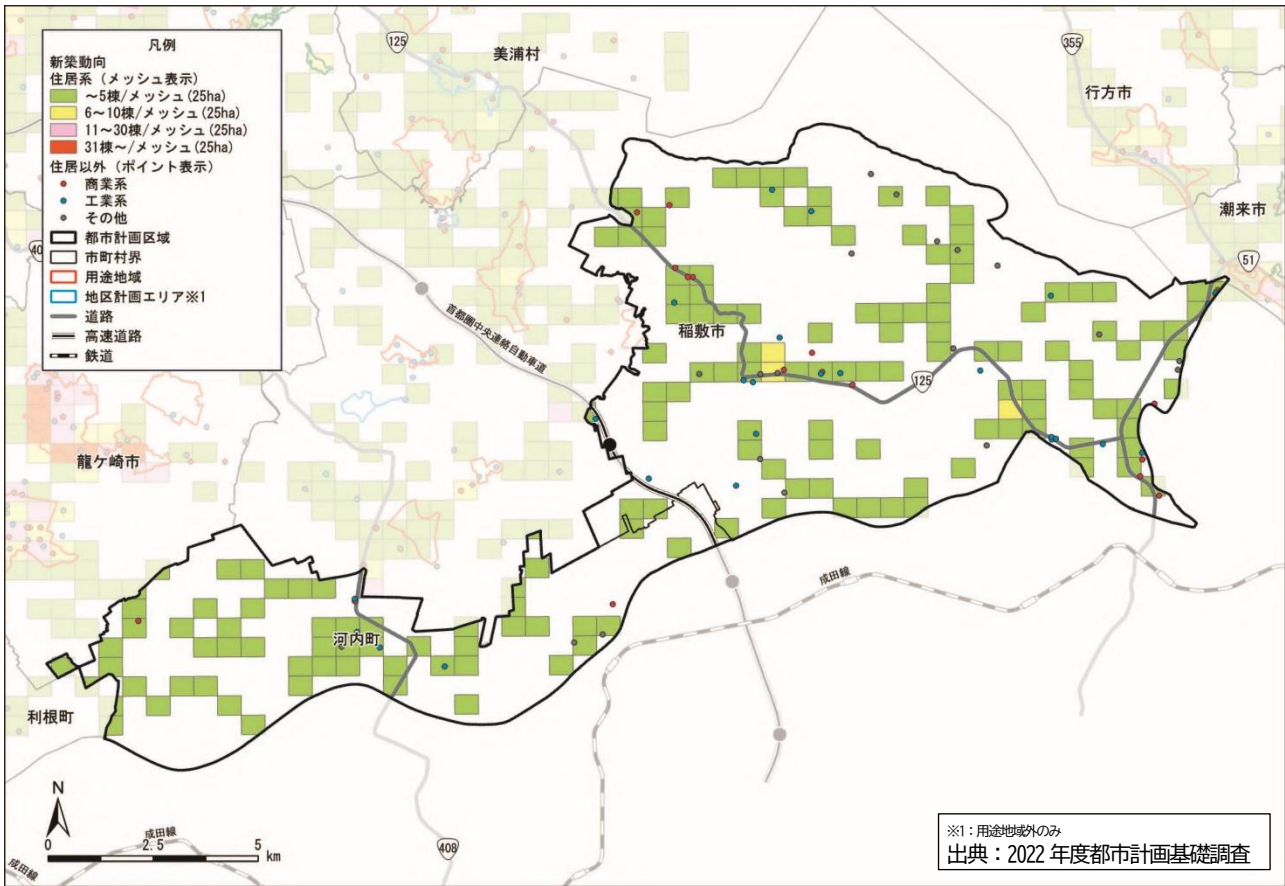 凡例
新築動向
住居系（メッシュ表示）
～5棟/メッシュ(25ha)
6～10棟/メッシュ(25ha)
11～30棟/メッシュ(25ha)
31棟～/メッシュ(25ha)
住居以外（ポイント表示）
商業系
工業系
その他
都市計画区域
市町村界
用途地域
地区計画エリア※1
道路
高速道路
鉄道
125
美浦村
355
行方市
潮来市
51
40
首都圏中央連絡自動車道
稲敷市
125
龍ケ崎市
成田線
河内町
利根町
N
0 2.5 5
km
成田線
成田線
408
※1：用途地域外のみ
出典：2022年度都市計画基礎調査